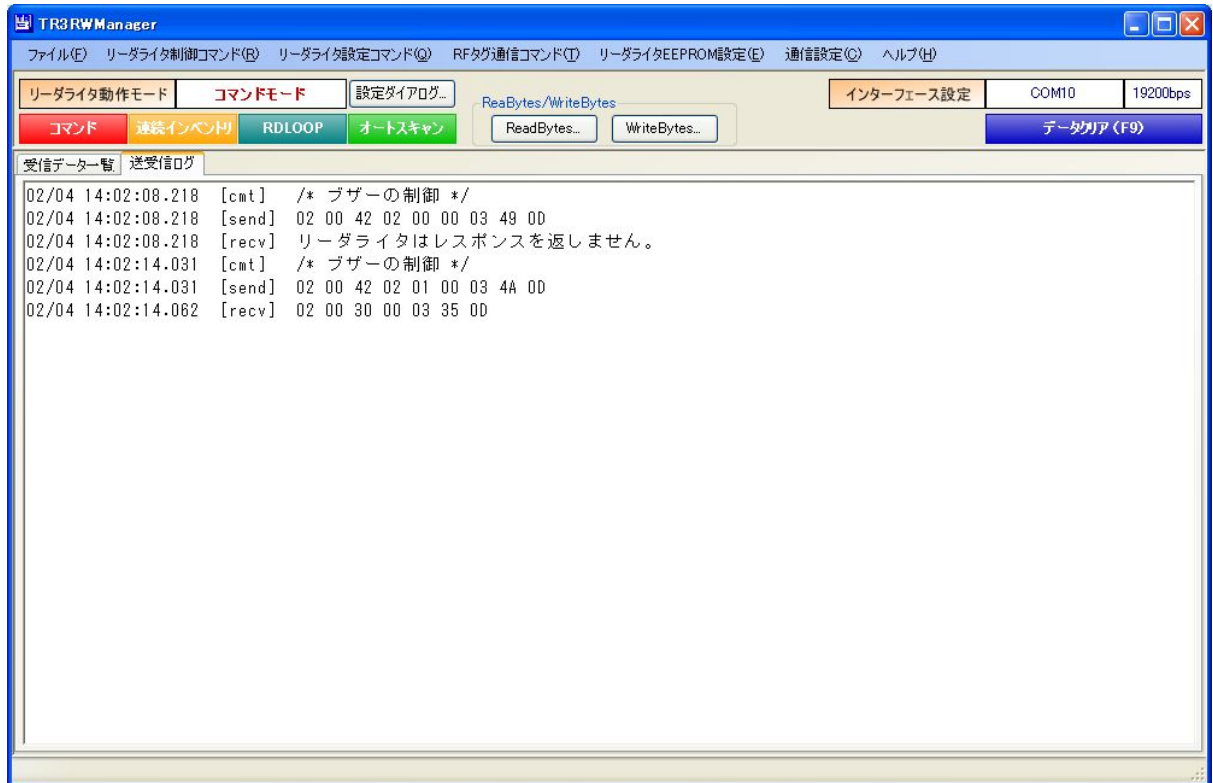 TR3RWManager
ファイル(F) リーダライタ制御コマンド(R) リーダライタ設定コマンド(Q) RFタグ通信コマンド(T) リーダライタEEPROM設定(E) 通信設定(C) ヘルプ(H)
リーダライタ動作モード コマンドモード 設定ダイアログ... ReaBytes/WriteBytes インターフェース設定 COM10 19200bps
コマンド 連続インベントリ RDLOOP オートスキャン ReadBytes... WriteBytes... データクリア(F9)
受信データ一覧 送受信ログ
02/04 14:02:08.218 [cmt] /* ブザーの制御 */
02/04 14:02:08.218 [send] 02 00 42 02 00 00 03 49 0D
02/04 14:02:08.218 [recv] リーダライタはレスポンスを返しません。
02/04 14:02:14.031 [cmt] /* ブザーの制御 */
02/04 14:02:14.031 [send] 02 00 42 02 01 00 03 4A 0D
02/04 14:02:14.062 [recv] 02 00 30 00 03 35 0D